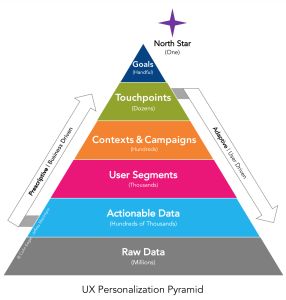 North Star
(One)
Goals
(Handful)
Touchpoints
(Dozens)
Contexts & Campaigns
(Hundreds)
User Segments
(Thousands)
Actionable Data
(Hundreds of Thousands)
Raw Data
(Millions)
Prescriptive | Business Driven
Adaptive | User Driven
UX Personalization Pyramid